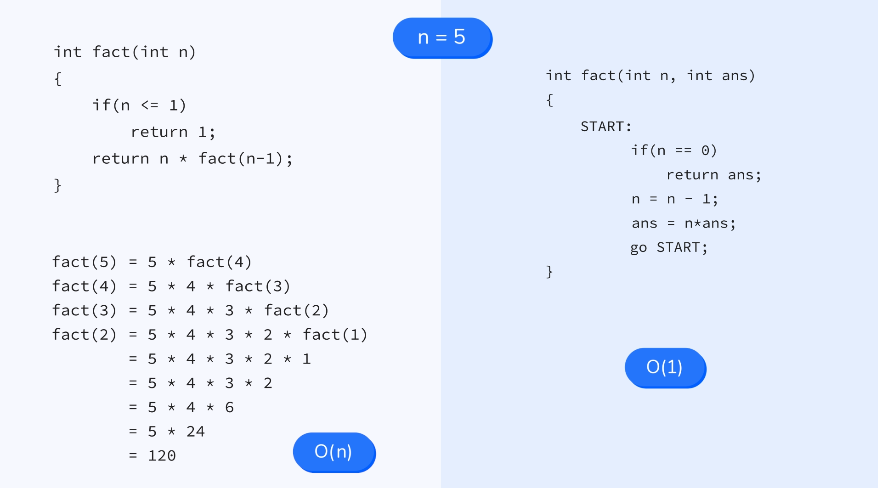 n = 5
int fact(int n)
{
if(n <= 1)
return 1;
return n * fact(n-1);
}
fact(5) = 5 * fact(4)
fact(4) = 5 * 4 * fact(3)
fact(3) = 5 * 4 * 3 * fact(2)
fact(2) = 5 * 4 * 3 * 2 * fact(1)
= 5 * 4 * 3 * 2 * 1
= 5 * 4 * 3 * 2
= 5 * 4 * 6
= 5 * 24
= 120
O(n)
int fact(int n, int ans)
{
START:
if(n == 0)
return ans;
n = n - 1;
ans = n*ans;
go START;
}
O(1)